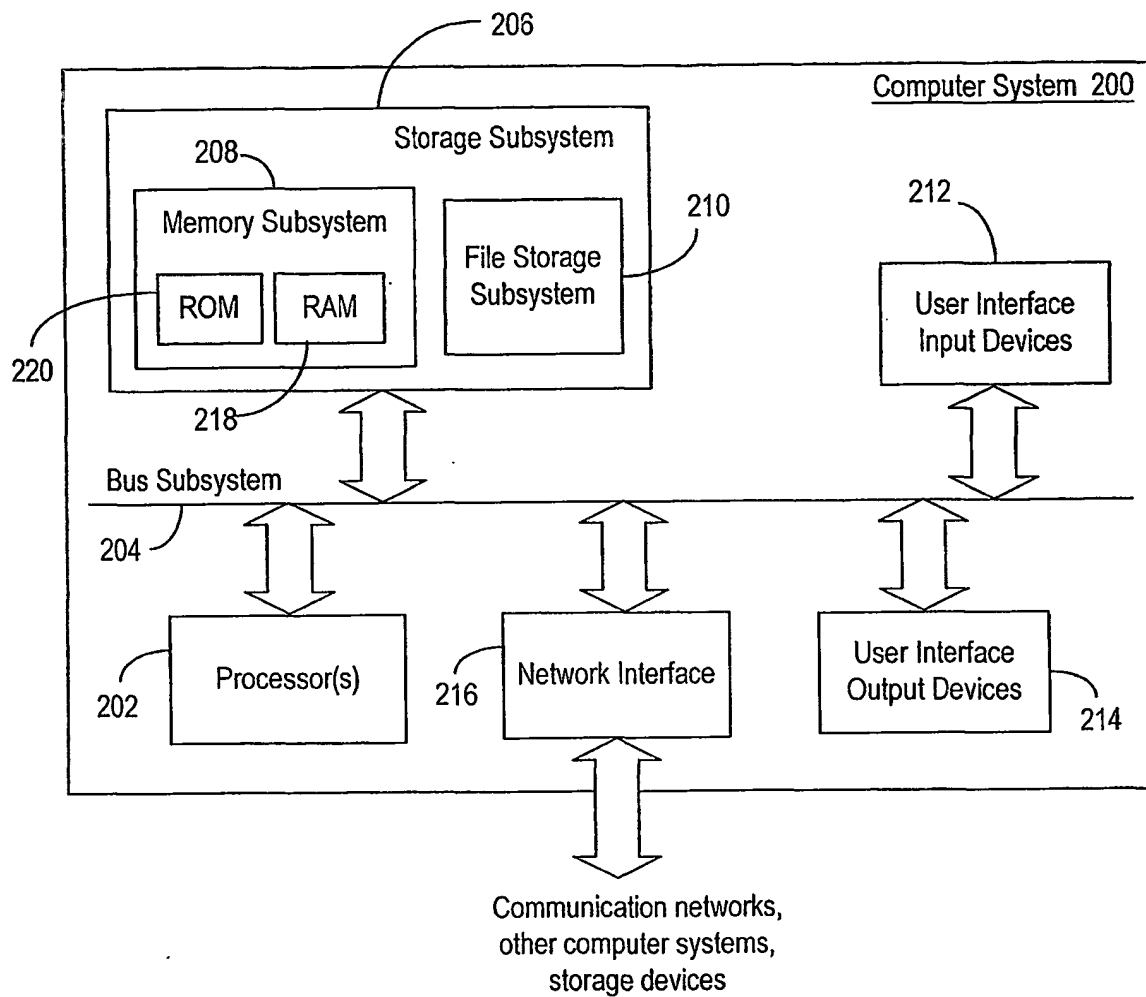 206
Computer System 200
Storage Subsystem
208
Memory Subsystem
210
212
File Storage
Subsystem
User Interface
Input Devices
ROM
RAM
220
218
Bus Subsystem
204
Processor(s)
202
Network Interface
216
User Interface
Output Devices
214
Communication networks,
other computer systems,
storage devices